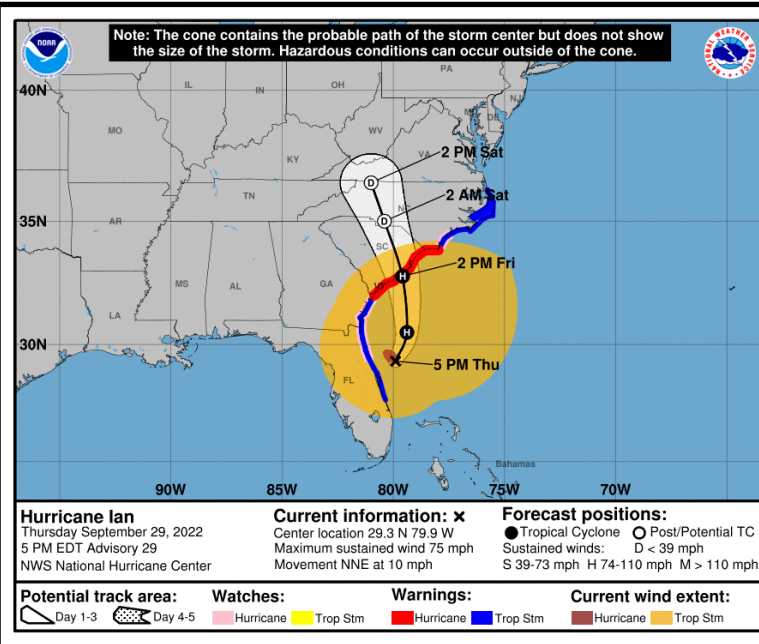 Note: The cone contains the probable path of the storm center but does not show
the size of the storm. Hazardous conditions can occur outside of the cone.
NOAA
NATIONAL WEATHER SERVICE
PA
40N
IL
IN
OH
NJ
MD
DE
MO
WV
KY
VA
2 PM Sat
D
TN
2 AM Sat
NC
35N
AR
D
SC
2 PM Fri
MS
AL
GA
H
LA
30N
H
5 PM Thu
FL
Bahamas
90W
85W
80W
75W
70W
Hurricane Ian
Thursday September 29, 2022
5 PM EDT Advisory 29
NWS National Hurricane Center
Current information: x
Center location 29.3 N 79.9 W
Maximum sustained wind 75 mph
Movement NNE at 10 mph
Forecast positions:
Tropical Cyclone Post/Potential TC
Sustained winds: D < 39 mph
S 39-73 mph H 74-110 mph M > 110 mph
Potential track area:
Day 1-3 Day 4-5
Watches:
Hurricane Trop Stm
Warnings:
Hurricane Trop Stm
Current wind extent:
Hurricane Trop Stm